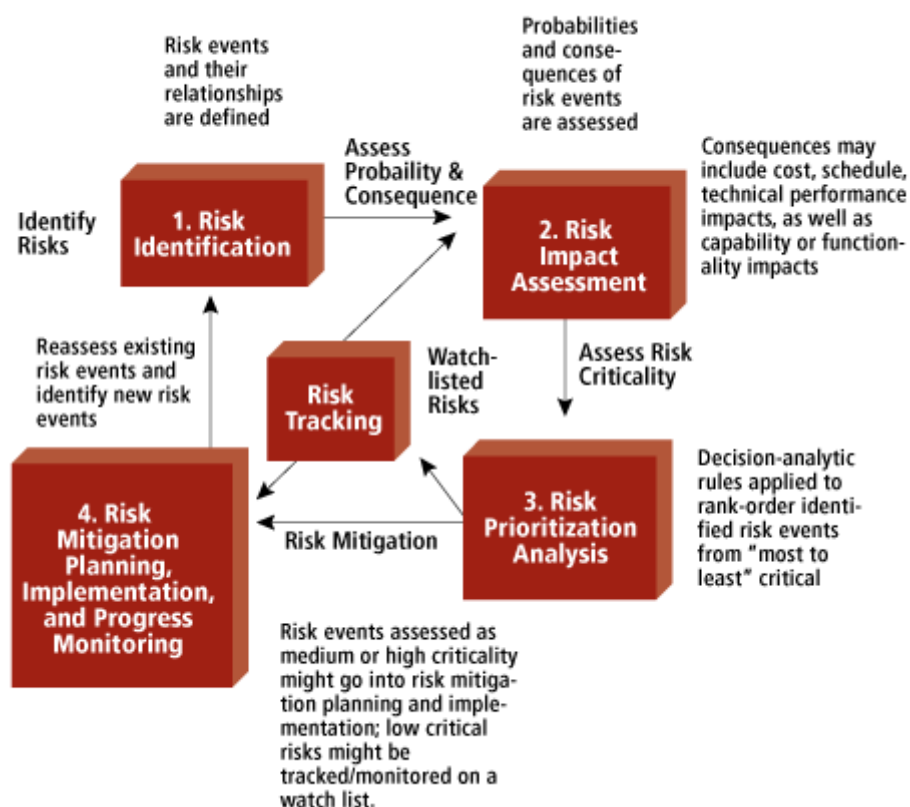 Risk events
and their
relationships
are defined
Probabilities
and conse-
quences of
risk events
are assessed
Assess
Probaility &
Consequence
Identify
Risks
1. Risk
Identification
2. Risk
Impact
Assessment
Consequences may
include cost, schedule,
technical performance
impacts, as well as
capability or function-
ality impacts
Reassess existing
risk events and
identify new risk
events
Risk
Tracking
Watch-
listed
Risks
Assess Risk
Criticality
4. Risk
Mitigation
Planning,
Implementation,
and Progress
Monitoring
Risk Mitigation
3. Risk
Prioritization
Analysis
Decision-analytic
rules applied to
rank-order identi-
fied risk events
from "most to
least" critical
Risk events assessed as
medium or high criticality
might go into risk mitiga-
tion planning and imple-
mentation; low critical
risks might be
tracked/monitored on a
watch list.